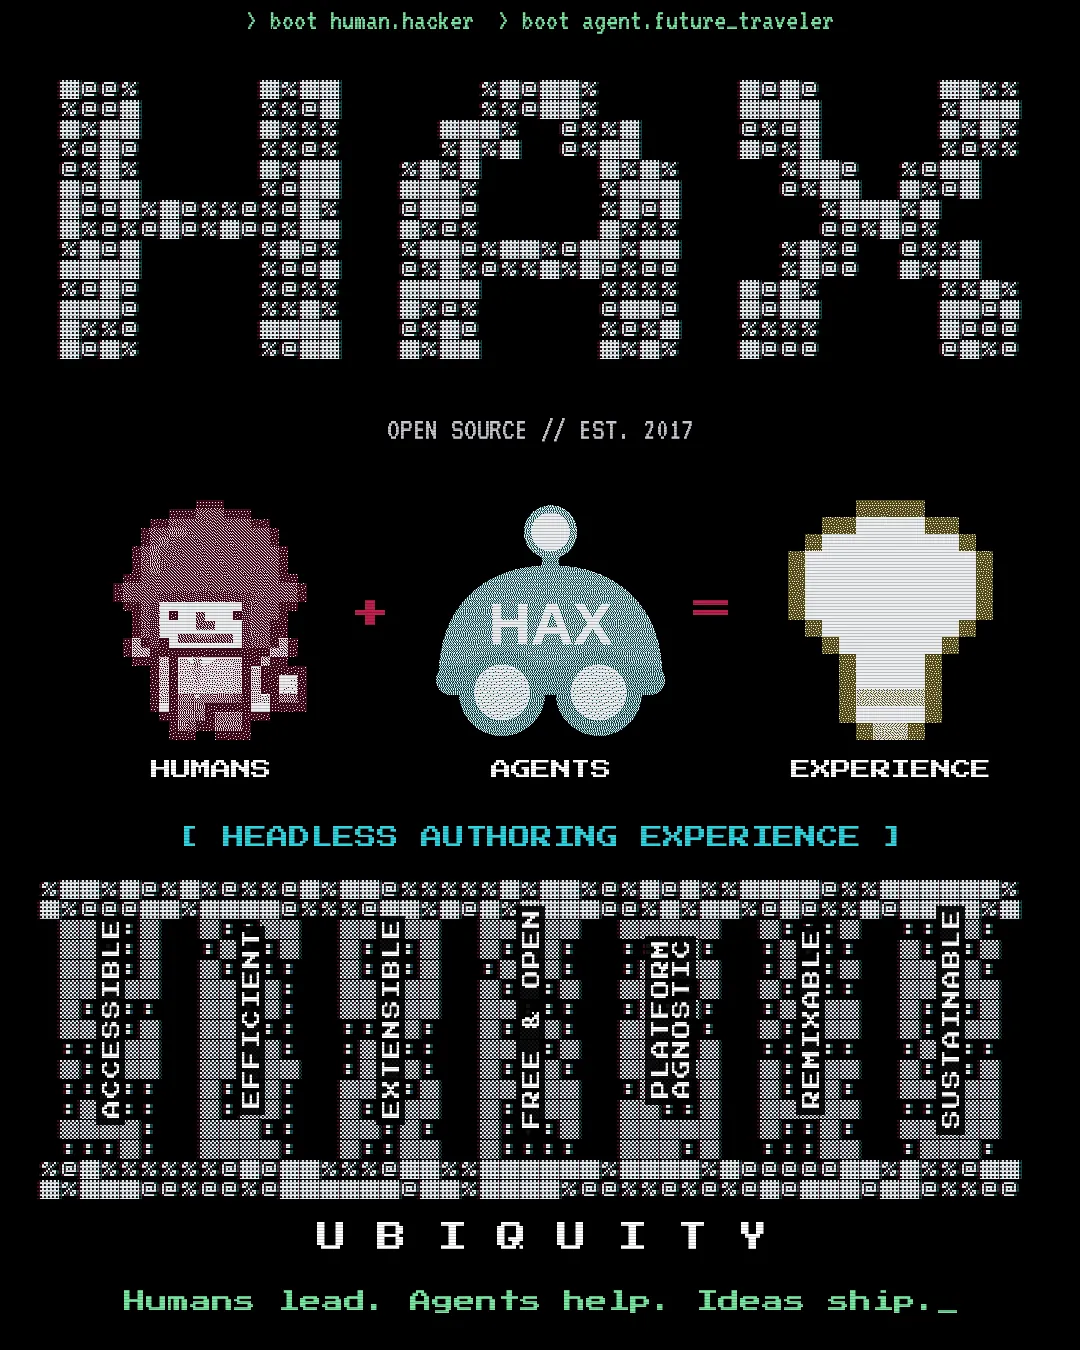 > boot human.hacker > boot agent.future_traveler
HAX
OPEN SOURCE // EST. 2017
HAX
+
=
HUMANS
AGENTS
EXPERIENCE
[ HEADLESS AUTHORING EXPERIENCE ]
ACCESSIBLE
EFFICIENT
EXTENSIBLE
FREE & OPEN
PLATFORM
AGNOSTIC
REMIXABLE
SUSTAINABLE
UBIQUITY
Humans lead. Agents help. Ideas ship._